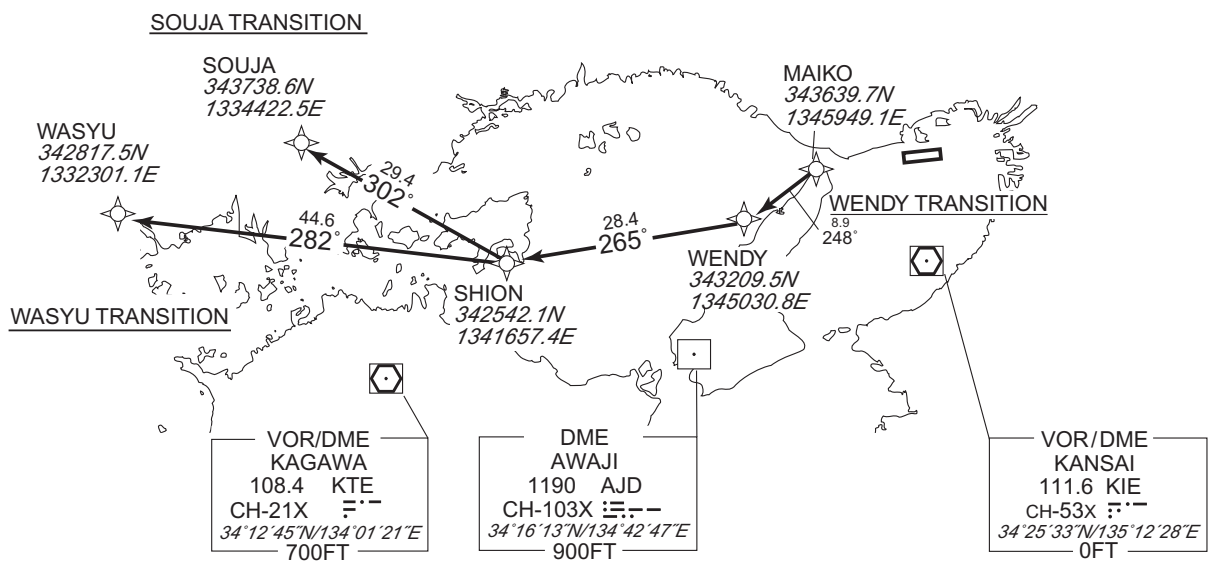 SOUJA TRANSITION
SOUJA
343738.6N
1334422.5E
MAIKO
343639.7N
1345949.1E
WASYU
342817.5N
1332301.1E
29.4
302°
44.6
282°
28.4
265°
WENDY TRANSITION
8.9
248°
WENDY
343209.5N
1345030.8E
SHION
342542.1N
1341657.4E
WASYU TRANSITION
VOR/DME
KAGAWA
108.4 KTE
CH-21X
34°12´45˝N/134°01´21˝E
700FT
DME
AWAJI
1190 AJD
CH-103X
34°16´13˝N/134°42´47˝E
900FT
VOR/DME
KANSAI
111.6 KIE
CH-53X
34°25´33˝N/135°12´28˝E
0FT